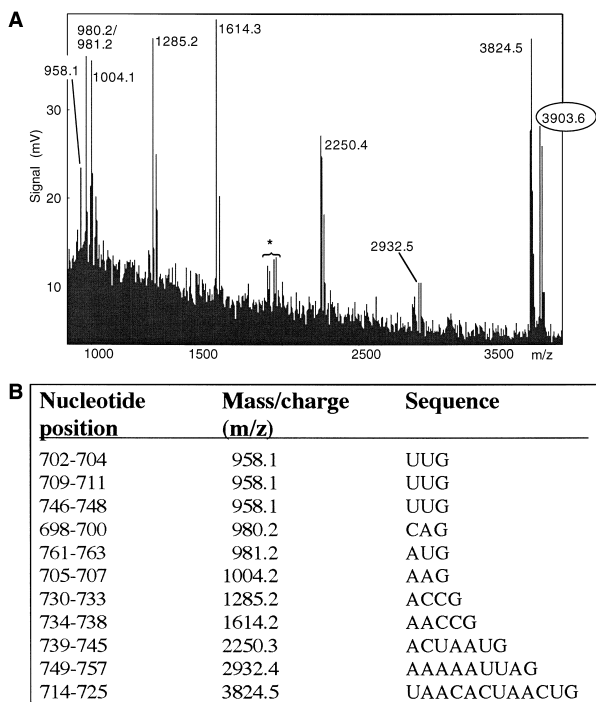 A
980.2/
981.2
958.1
1004.1
1285.2
1614.3
3824.5
3903.6
2250.4
2932.5
*
Signal (mV)
30
20
10
1000 1500 2500 3500 m/z
B
Nucleotide position Mass/charge (m/z) Sequence
702-704 958.1 UUG
709-711 958.1 UUG
746-748 958.1 UUG
698-700 980.2 CAG
761-763 981.2 AUG
705-707 1004.2 AAG
730-733 1285.2 ACCG
734-738 1614.2 AACCG
739-745 2250.3 ACUAAUG
749-757 2932.4 AAAAAUUAG
714-725 3824.5 UAACACUAACUG